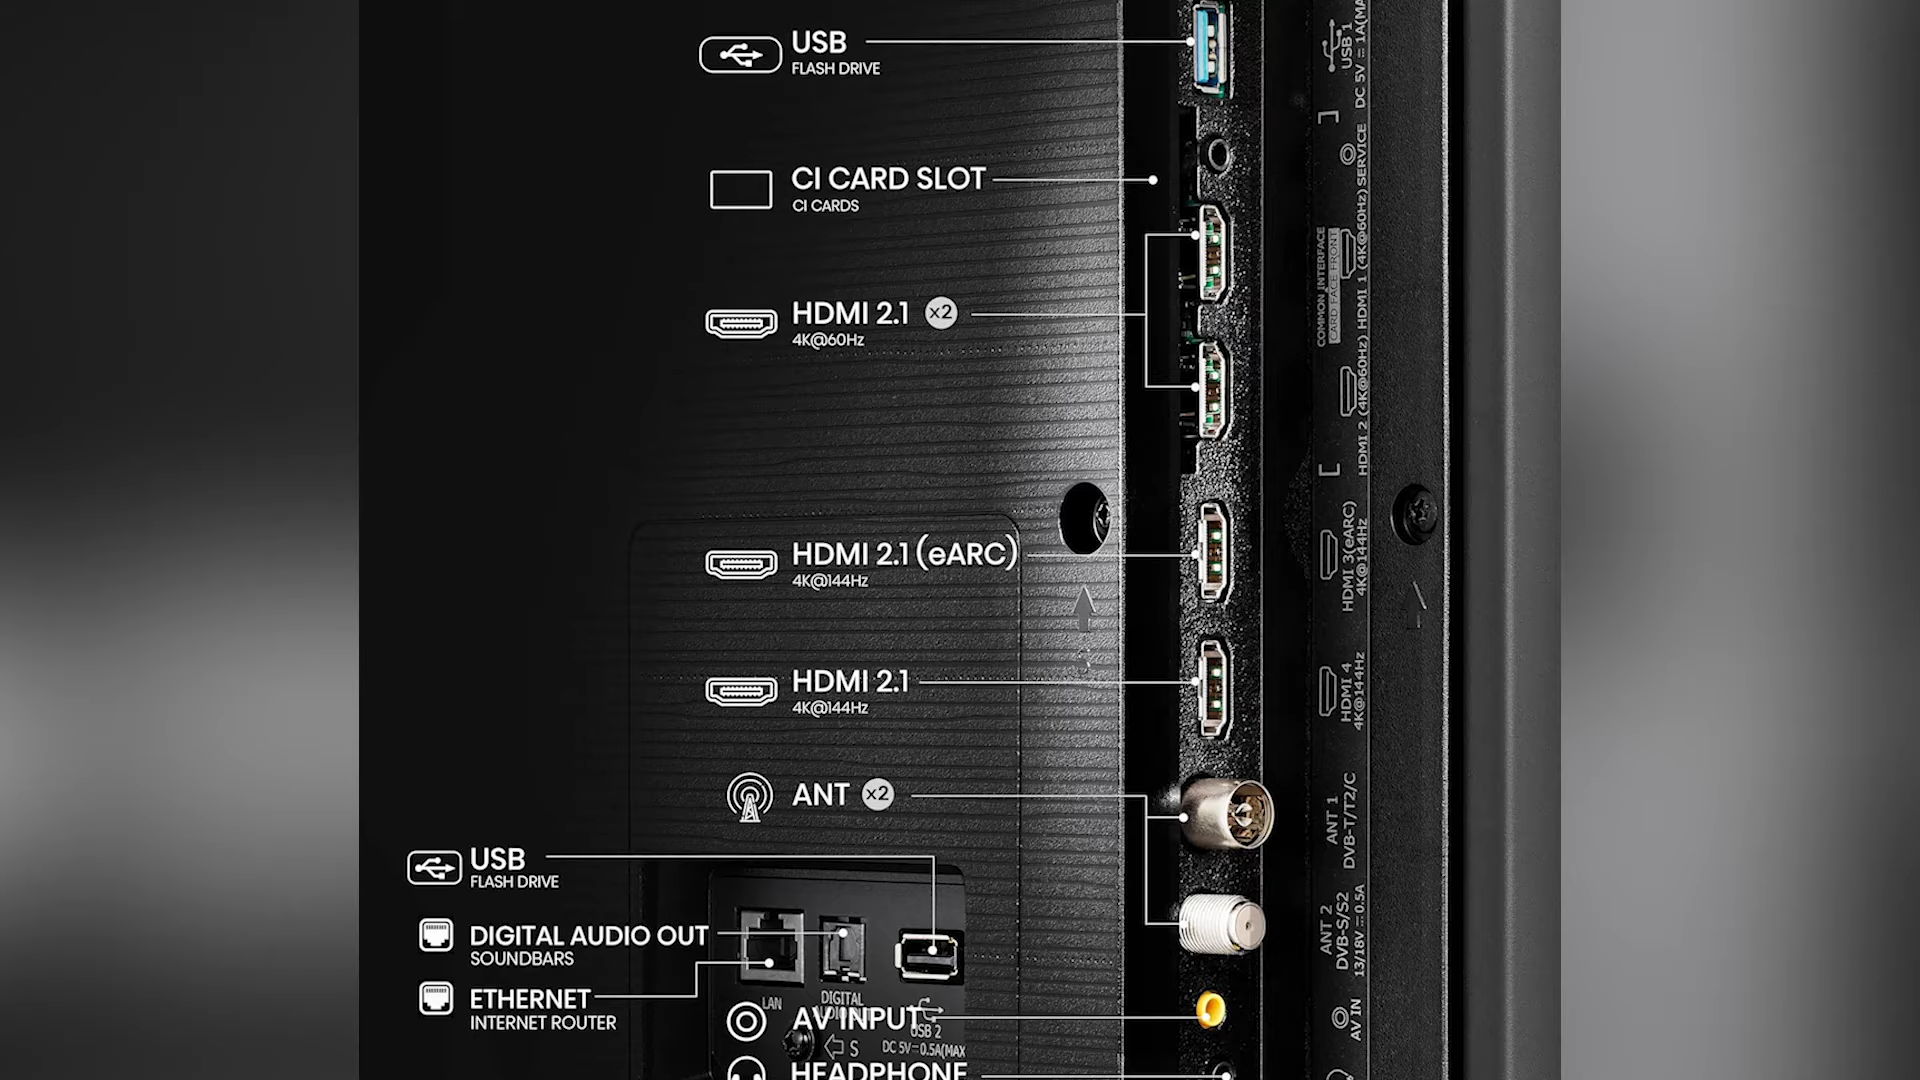 USB
FLASH DRIVE
CI CARD SLOT
CI CARDS
HDMI 2.1 x2
4K@60Hz
HDMI 2.1 (eARC)
4K@144Hz
HDMI 2.1
4K@144Hz
ANT x2
USB
FLASH DRIVE
DIGITAL AUDIO OUT
SOUNDBARS
ETHERNET
INTERNET ROUTER
AV INPUT
HEADPHONE
LAN
DIGITAL
USB 2
DC 5V⎓0.5A(MAX
S
USB 1
DC 5V⎓1A(MA
SERVICE
COMMON INTERFACE
CARD FACE FRONT
HDMI 1 (4K@60Hz)
HDMI 2 (4K@60Hz)
HDMI 3(eARC)
4K@144Hz
HDMI 4
4K@144Hz
ANT 1
DVB-T/T2/C
ANT 2
DVB-S/S2
13/18V⎓0.5A
AV IN